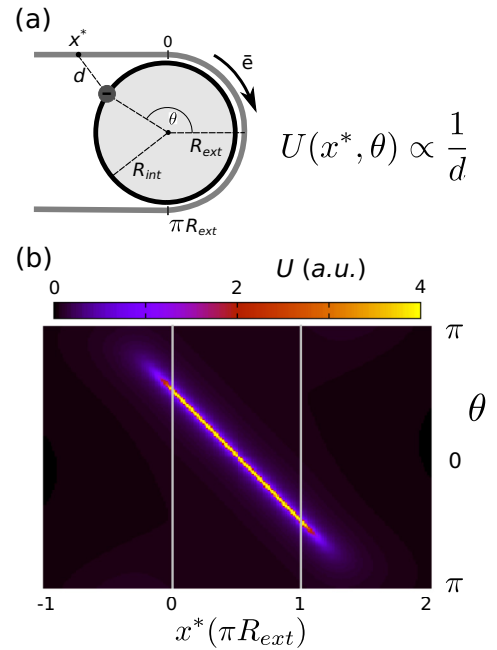 (a)
x*
0
ē
d
−
θ
R_ext
R_int
U(x*, θ) ∝ 1/d
πR_ext
(b)
U (a.u.)
0 2 4
π
θ
0
π
-1 0 1 2
x*(πR_ext)